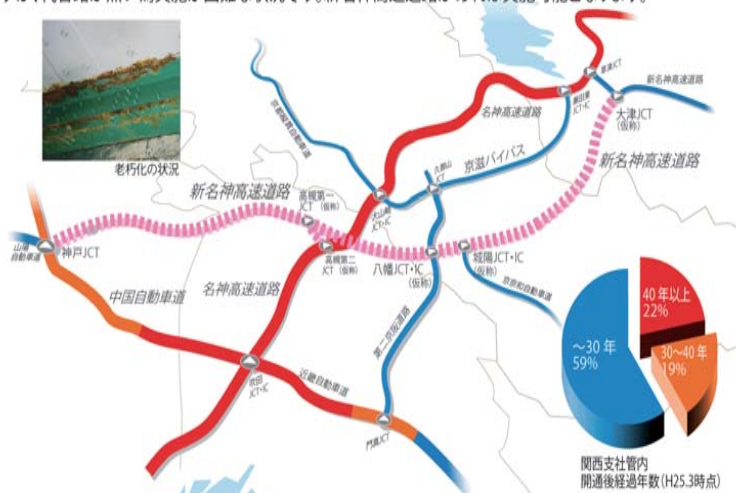 老朽化の状況
名神高速道路
草津JCT
新名神高速道路
大津JCT
(仮称)
京都縦貫自動車道
京滋バイパス
久御山
JCT
新名神高速道路
新名神高速道路
高槻第一
JCT (仮称)
大山崎
JCT・IC
山陽
自動車道
神戸JCT
高槻第二
JCT (仮称)
八幡JCT・IC
(仮称)
城陽JCT・IC
(仮称)
中国自動車道
名神高速道路
第二京阪道路
京奈和自動車道
吹田
JCT・IC
近畿自動車道
門真JCT
40年以上
22%
30〜40年
19%
〜30年
59%
関西支社管内
開通後経過年数(H25.3時点)